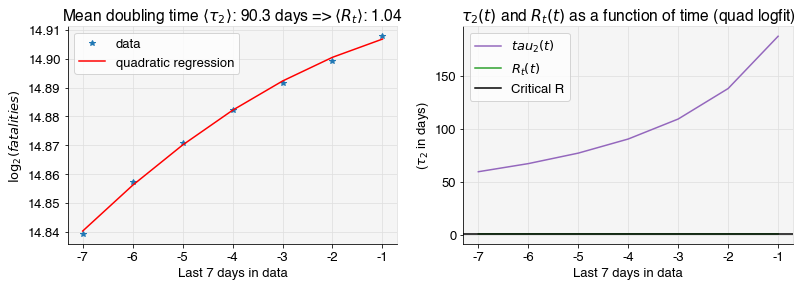 Mean doubling time ⟨τ₂⟩: 90.3 days => ⟨Rₜ⟩: 1.04
14.91
14.90
14.89
14.88
14.87
14.86
14.85
14.84
log₂(fatalities)
data
quadratic regression
-7 -6 -5 -4 -3 -2 -1
Last 7 days in data
τ₂(t) and Rₜ(t) as a function of time (quad logfit)
150
100
50
0
(τ₂ in days)
tau₂(t)
Rₜ(t)
Critical R
-7 -6 -5 -4 -3 -2 -1
Last 7 days in data